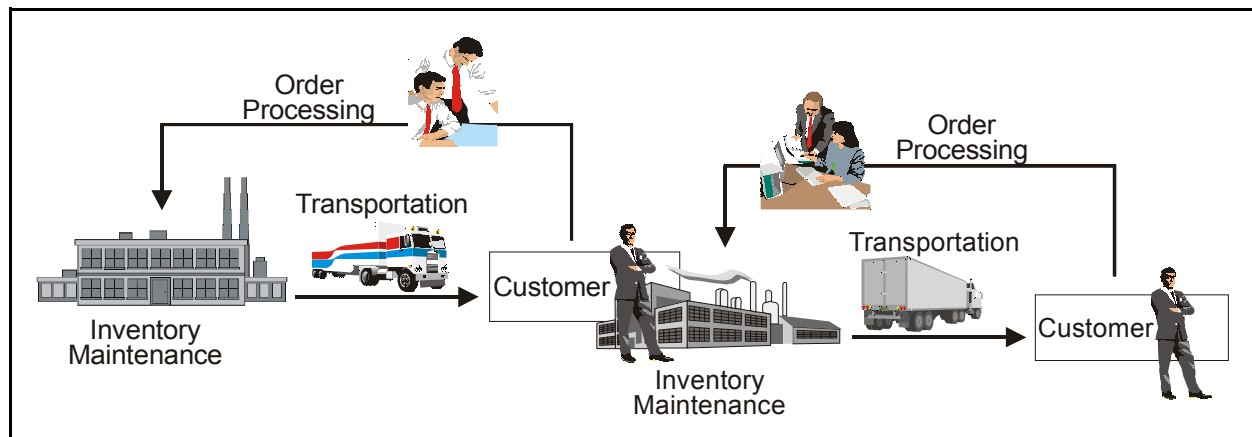 Order
Processing
Transportation
Customer
Inventory
Maintenance
Order
Processing
Transportation
Customer
Inventory
Maintenance